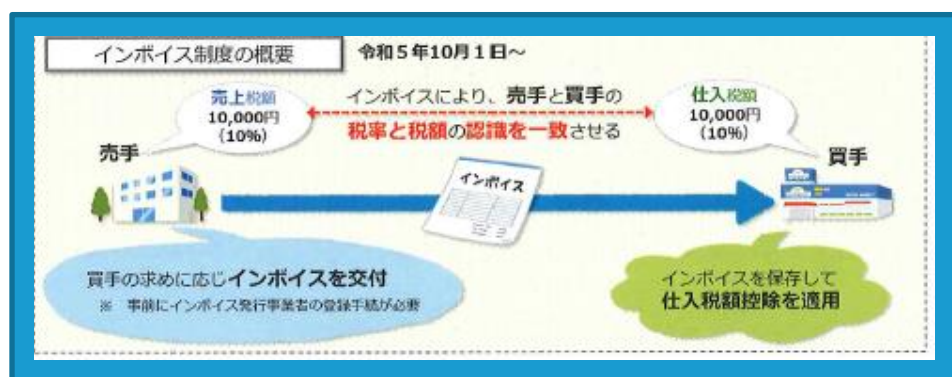 インボイス制度の概要
令和5年10月1日～
売上税額
10,000円
(10%)
インボイスにより、売手と買手の
税率と税額の認識を一致させる
仕入税額
10,000円
(10%)
売手
買手
インボイス
買手の求めに応じインボイスを交付
※ 事前にインボイス発行事業者の登録手続が必要
インボイスを保存して
仕入税額控除を適用